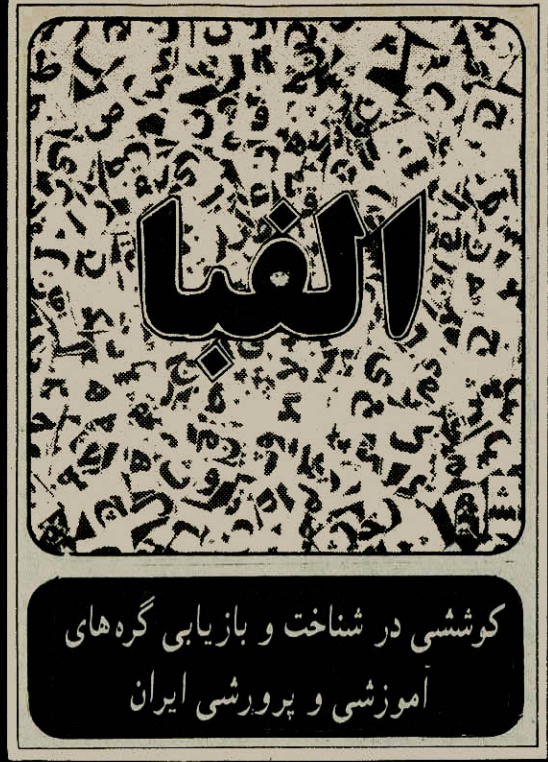 الفبا
کوششی در شناخت و بازیابی گره‌های
آموزشی و پرورشی ایران